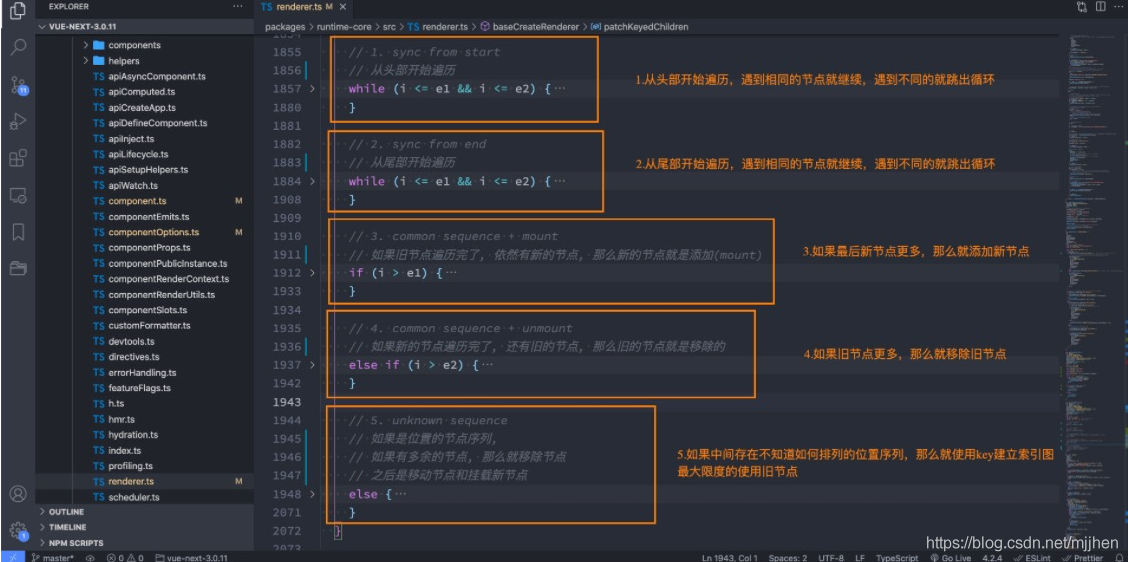 EXPLORER
VUE-NEXT-3.0.11
components
helpers
TS apiAsyncComponent.ts
TS apiComputed.ts
TS apiCreateApp.ts
TS apiDefineComponent.ts
TS apiInject.ts
TS apiLifecycle.ts
TS apiSetupHelpers.ts
TS apiWatch.ts
TS component.ts M
TS componentEmits.ts
TS componentOptions.ts M
TS componentProps.ts
TS componentPublicInstance.ts
TS componentRenderContext.ts
TS componentRenderUtils.ts
TS componentSlots.ts
TS customFormatter.ts
TS devtools.ts
TS directives.ts
TS errorHandling.ts
TS featureFlags.ts
TS h.ts
TS hmr.ts
TS hydration.ts
TS index.ts
TS profiling.ts
TS renderer.ts M
TS scheduler.ts
OUTLINE
TIMELINE
NPM SCRIPTS
11
1
TS renderer.ts M
packages > runtime-core > src > TS renderer.ts > baseCreateRenderer > patchKeyedChildren
1855 // 1. sync from start
1856 // 从头部开始遍历
1857 while (i <= e1 && i <= e2) {…
1880 }
1881
1882 // 2. sync from end
1883 // 从尾部开始遍历
1884 while (i <= e1 && i <= e2) {…
1908 }
1909
1910 // 3. common sequence + mount
1911 // 如果旧节点遍历完了, 依然有新的节点, 那么新的节点就是添加(mount)
1912 if (i > e1) {…
1933 }
1934
1935 // 4. common sequence + unmount
1936 // 如果新的节点遍历完了, 还有旧的节点, 那么旧的节点就是移除的
1937 else if (i > e2) {…
1942 }
1943
1944 // 5. unknown sequence
1945 // 如果是位置的节点序列,
1946 // 如果有多余的节点, 那么就移除节点
1947 // 之后是移动节点和挂载新节点
1948 else {…
2071 }
2072 }
2073
1.从头部开始遍历，遇到相同的节点就继续，遇到不同的就跳出循环
2.从尾部开始遍历，遇到相同的节点就继续，遇到不同的就跳出循环
3.如果最后新节点更多，那么就添加新节点
4.如果旧节点更多，那么就移除旧节点
5.如果中间存在不知道如何排列的位置序列，那么就使用key建立索引图
最大限度的使用旧节点
https://blog.csdn.net/mjjhen
master* 0 0 vue-next-3.0.11 Ln 1943, Col 1 Spaces: 2 UTF-8 LF TypeScript Go Live 4.2.4 ESLint Prettier